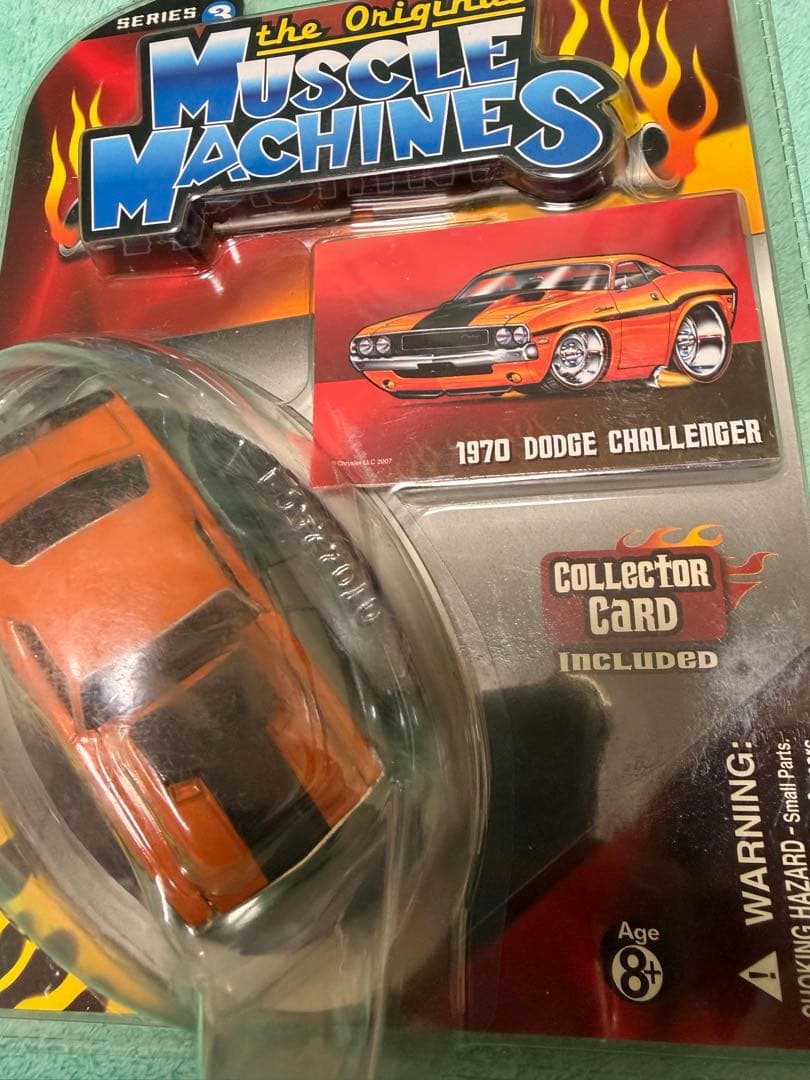 SERIES 3
the Original
MUSCLE
MACHINES
1970 DODGE CHALLENGER
© Chrysler LLC 2007
COLLECTOR
CARD
INCLUDED
WARNING:
CHOKING HAZARD - Small Parts.
Age
8+